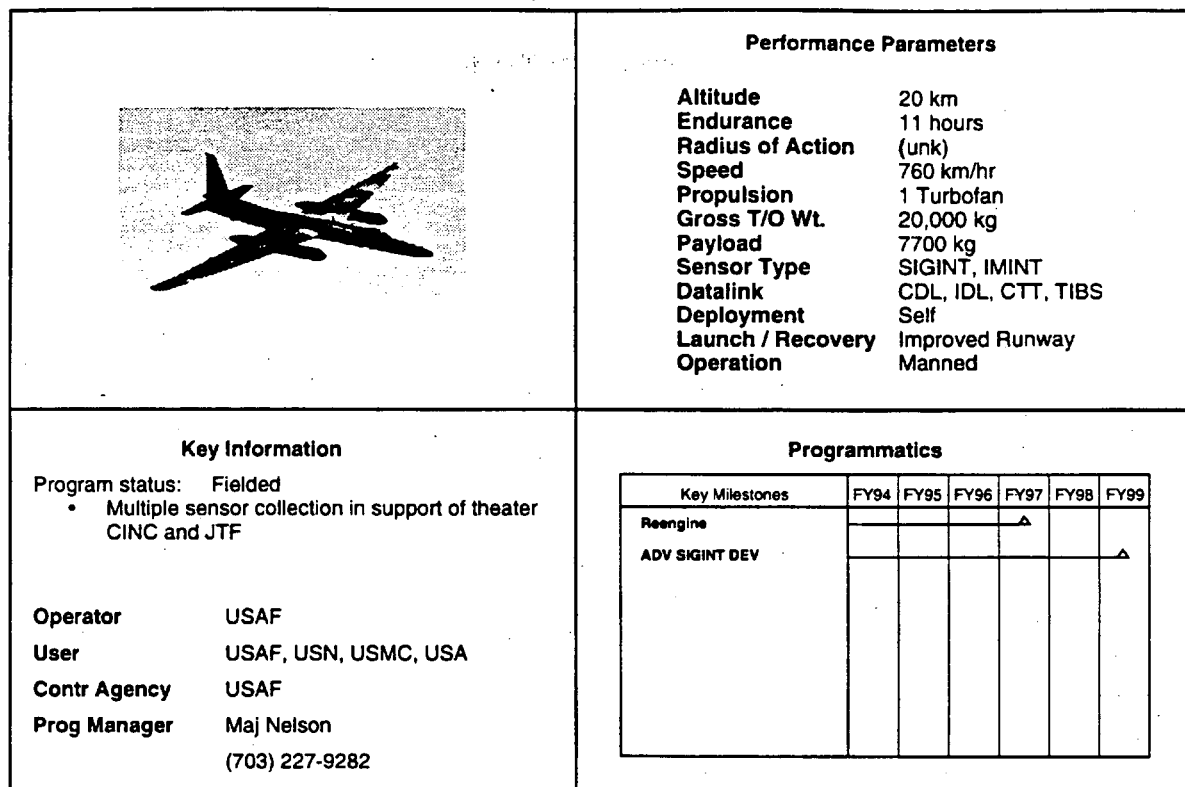 Performance Parameters
Altitude 20 km
Endurance 11 hours
Radius of Action (unk)
Speed 760 km/hr
Propulsion 1 Turbofan
Gross T/O Wt. 20,000 kg
Payload 7700 kg
Sensor Type SIGINT, IMINT
Datalink CDL, IDL, CTT, TIBS
Deployment Self
Launch / Recovery Improved Runway
Operation Manned
Key Information
Program status: Fielded
• Multiple sensor collection in support of theater
CINC and JTF
Operator USAF
User USAF, USN, USMC, USA
Contr Agency USAF
Prog Manager Maj Nelson
(703) 227-9282
Programmatics
Key Milestones FY94 FY95 FY96 FY97 FY98 FY99
Reengine
ADV SIGINT DEV